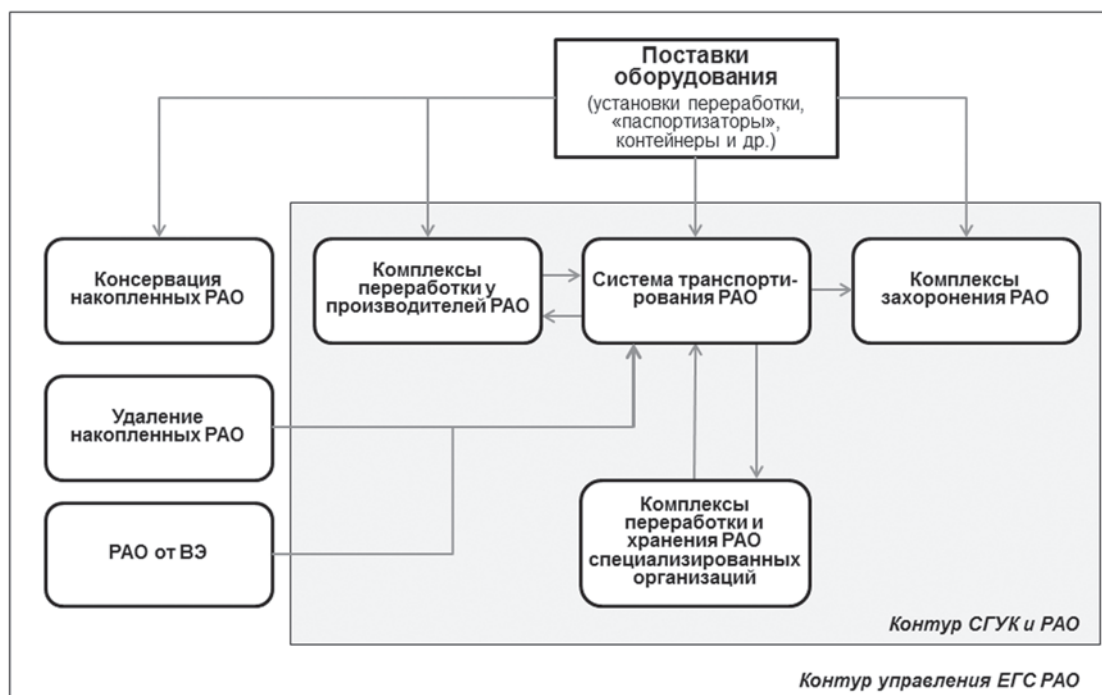 Поставки
оборудования
(установки переработки,
«паспортизаторы»,
контейнеры и др.)
Консервация
накопленных РАО
Комплексы
переработки у
производителей РАО
Система транспорти-
рования РАО
Комплексы
захоронения РАО
Удаление
накопленных РАО
РАО от ВЭ
Комплексы
переработки и
хранения РАО
специализированных
организаций
Контур СГУК и РАО
Контур управления ЕГС РАО